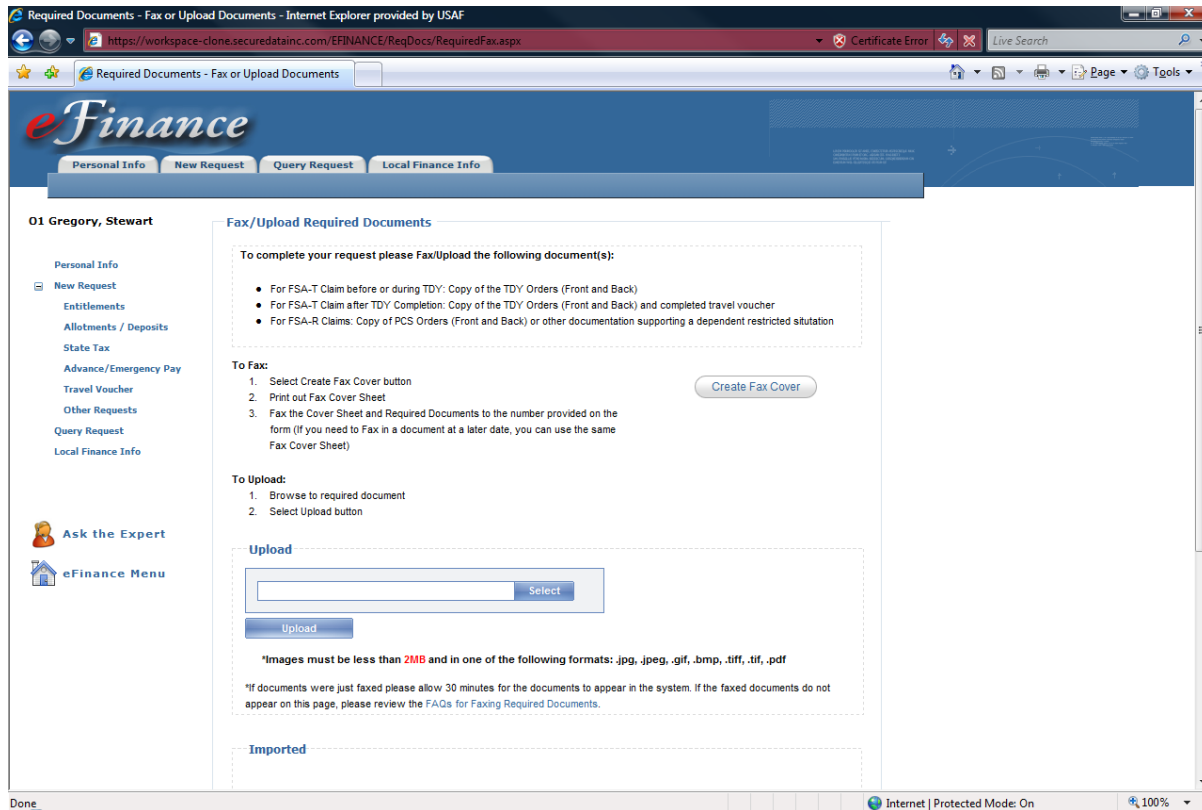 Required Documents - Fax or Upload Documents - Internet Explorer provided by USAF
https://workspace-clone.securedatainc.com/EFINANCE/ReqDocs/RequiredFax.aspx
Certificate Error
Live Search
Required Documents - Fax or Upload Documents
Page
Tools
eFinance
Personal Info
New Request
Query Request
Local Finance Info
01 Gregory, Stewart
Personal Info
New Request
Entitlements
Allotments / Deposits
State Tax
Advance/Emergency Pay
Travel Voucher
Other Requests
Query Request
Local Finance Info
Ask the Expert
eFinance Menu
Fax/Upload Required Documents
To complete your request please Fax/Upload the following document(s):
● For FSA-T Claim before or during TDY: Copy of the TDY Orders (Front and Back)
● For FSA-T Claim after TDY Completion: Copy of the TDY Orders (Front and Back) and completed travel voucher
● For FSA-R Claims: Copy of PCS Orders (Front and Back) or other documentation supporting a dependent restricted situtation
To Fax:
1. Select Create Fax Cover button
2. Print out Fax Cover Sheet
3. Fax the Cover Sheet and Required Documents to the number provided on the
form (If you need to Fax in a document at a later date, you can use the same
Fax Cover Sheet)
Create Fax Cover
To Upload:
1. Browse to required document
2. Select Upload button
Upload
Select
Upload
*Images must be less than 2MB and in one of the following formats: .jpg, .jpeg, .gif, .bmp, .tiff, .tif, .pdf
*If documents were just faxed please allow 30 minutes for the documents to appear in the system. If the faxed documents do not
appear on this page, please review the FAQs for Faxing Required Documents.
Imported
Done
Internet | Protected Mode: On
100%